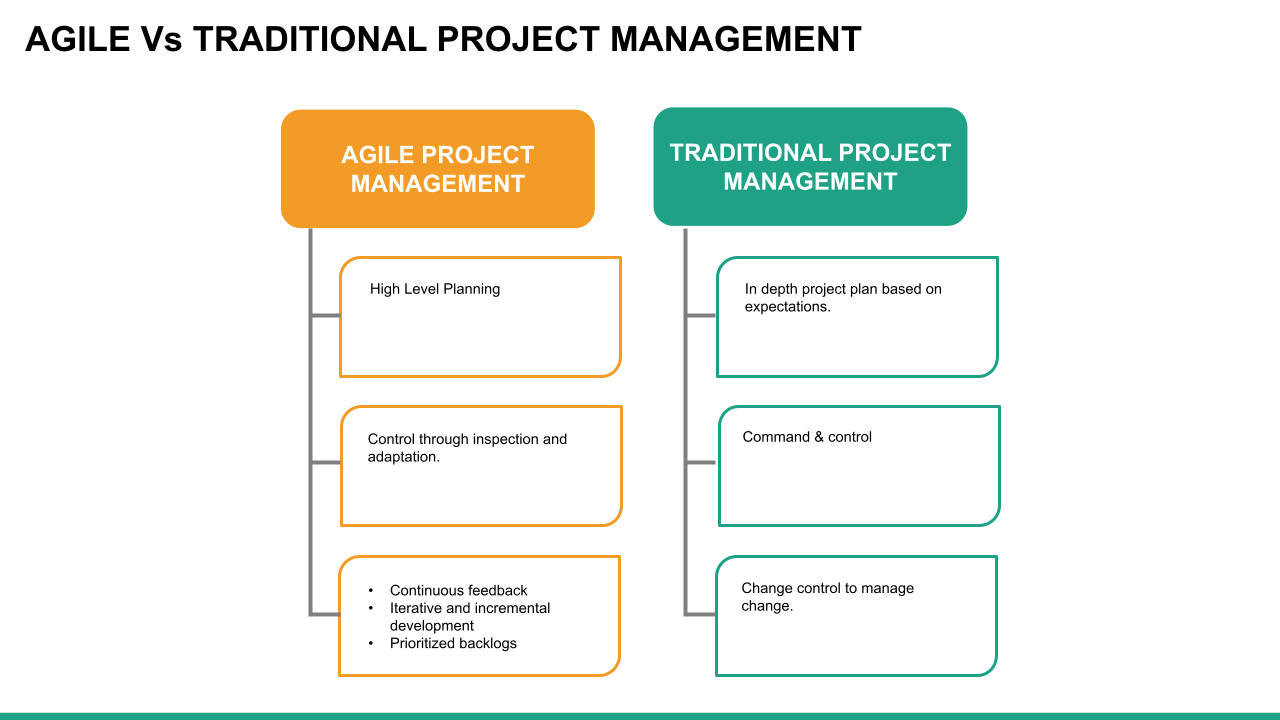 AGILE Vs TRADITIONAL PROJECT MANAGEMENT
AGILE PROJECT
MANAGEMENT
High Level Planning
Control through inspection and
adaptation.
• Continuous feedback
• Iterative and incremental
development
• Prioritized backlogs
TRADITIONAL PROJECT
MANAGEMENT
In depth project plan based on
expectations.
Command & control
Change control to manage
change.